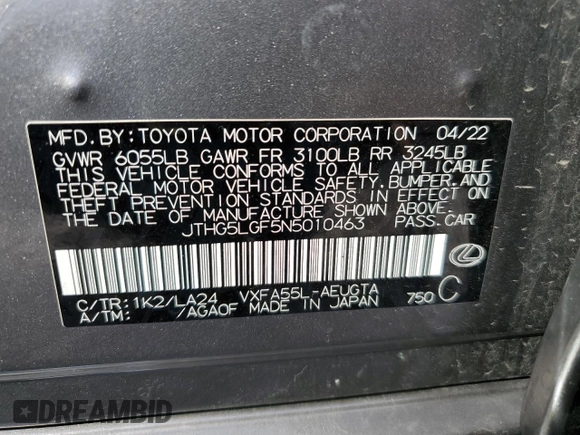 MFD.BY:TOYOTA MOTOR CORPORATION 04/22
GVWR 6055LB GAWR FR 3100LB RR 3245LB
THIS VEHICLE CONFORMS TO ALL APPLICABLE
FEDERAL MOTOR VEHICLE SAFETY,BUMPER,AND
THEFT PREVENTION STANDARDS IN EFFECT ON
THE DATE OF MANUFACTURE SHOWN ABOVE.
JTHG5LGF5N5010463 PASS.CAR
C/TR:1K2/LA24 VXFA55L-AEUGTA 750 C
A/TM: /AGA0F MADE IN JAPAN
DREAMBID